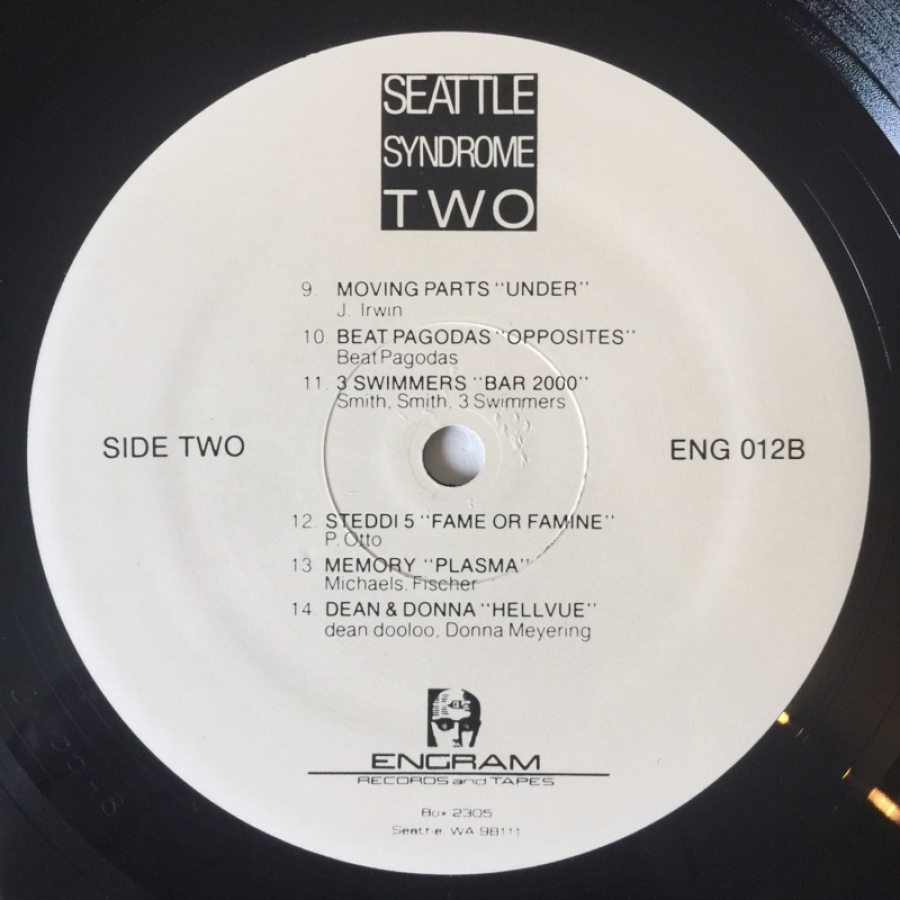 SEATTLE
SYNDROME
TWO
9. MOVING PARTS "UNDER"
J. Irwin
10. BEAT PAGODAS "OPPOSITES"
Beat Pagodas
11. 3 SWIMMERS "BAR 2000"
Smith, Smith, 3 Swimmers
SIDE TWO
ENG 012B
12. STEDDI 5 "FAME OR FAMINE"
P. Otto
13. MEMORY "PLASMA"
Michaels, Fischer
14. DEAN & DONNA "HELLVUE"
dean dooloo, Donna Meyering
ENGRAM
RECORDS and TAPES
Box 2305
Seattle, WA 98111